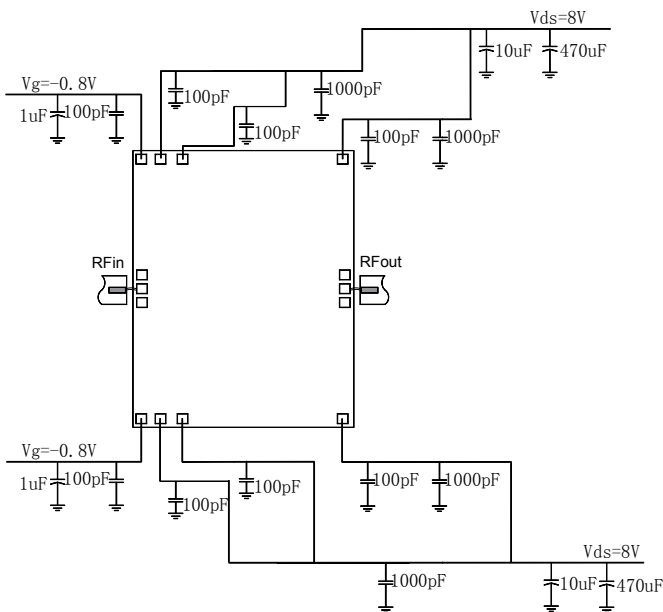 Vds=8V
10uF
470uF
Vg=-0.8V
100pF
1000pF
1uF
100pF
100pF
100pF
1000pF
RFin
RFout
Vg=-0.8V
1uF
100pF
100pF
100pF
100pF
1000pF
Vds=8V
1000pF
10uF
470uF